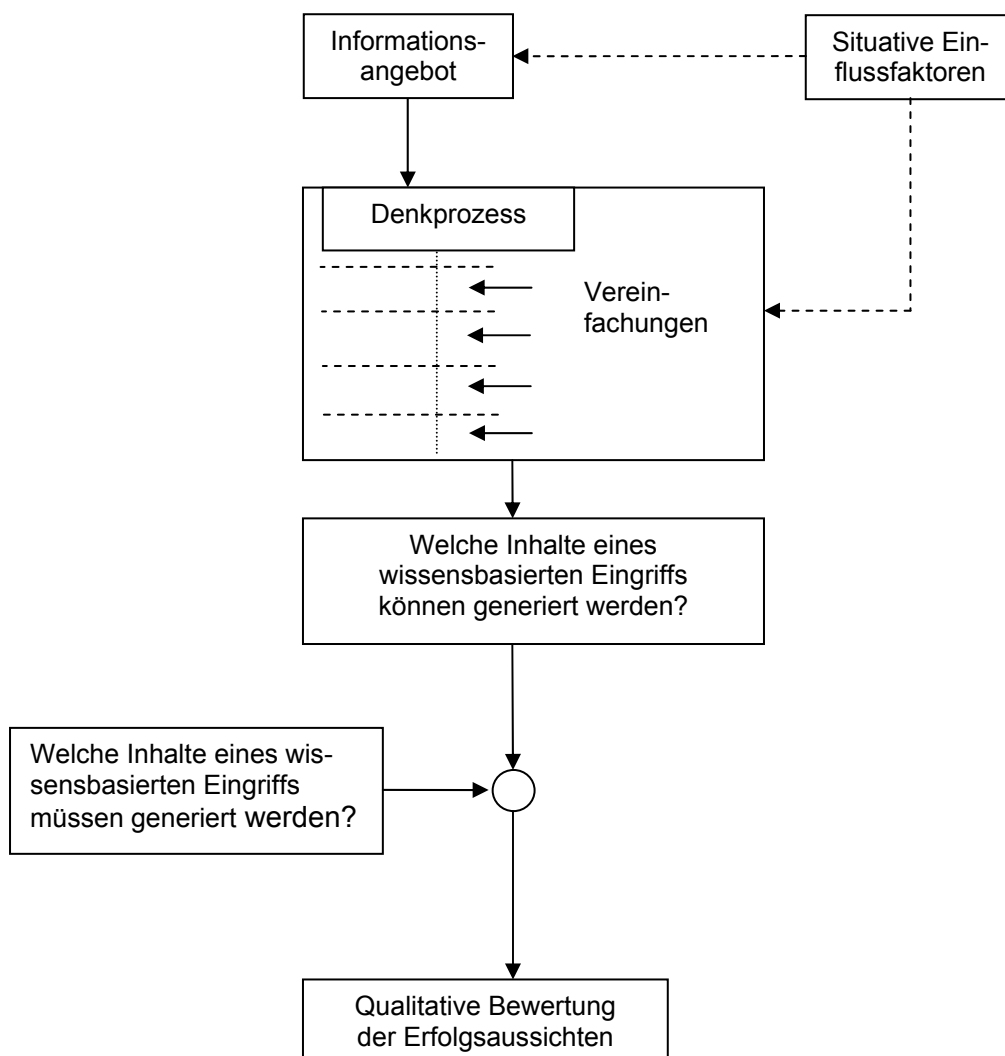 Informations-
angebot
Situative Ein-
flussfaktoren
Denkprozess
Verein-
fachungen
Welche Inhalte eines
wissensbasierten Eingriffs
können generiert werden?
Welche Inhalte eines wis-
sensbasierten Eingriffs
müssen generiert werden?
Qualitative Bewertung
der Erfolgsaussichten